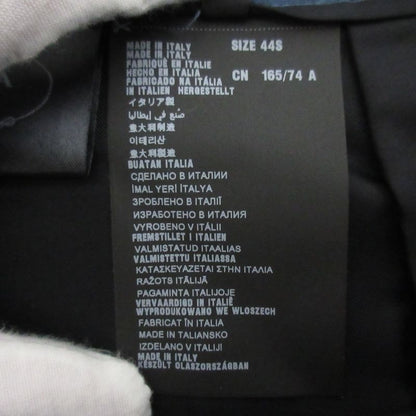 MADE IN ITALY SIZE 44S
MADE IN ITALY
FABRIQUÉ EN ITALIE
HECHO EN ITALIA CN 165/74 A
FABRICADO NA ITÁLIA
IN ITALIEN HERGESTELLT
イタリア製
صنع في إيطاليا
意大利制造
意大利製造
이태리산
BUATAN ITALIA
СДЕЛАНО В ИТАЛИИ
İMAL YERİ İTALYA
ЗРОБЛЕНО В ІТАЛІЇ
ИЗРАБОТЕНО В ИТАЛИЯ
VYROBENO V ITÁLII
FREMSTILLET I ITALIEN
VALMISTATUD ITAALIAS
VALMISTETTU ITALIASSA
ΚΑΤΑΣΚΕΥΑΖΕΤΑΙ ΣΤΗΝ ΙΤΑΛΙΑ
RAŽOTS ITĀLIJĀ
PAGAMINTA ITALIJOJE
VERVAARDIGD IN ITALIË
WYPRODUKOWANO WE WLOSZECH
FABRICAT ÎN ITALIA
MADE IN TALIANSKO
IZDELANO V ITALIJI
MADE IN ITALY
KÉSZÜLT OLASZORSZÁGBAN